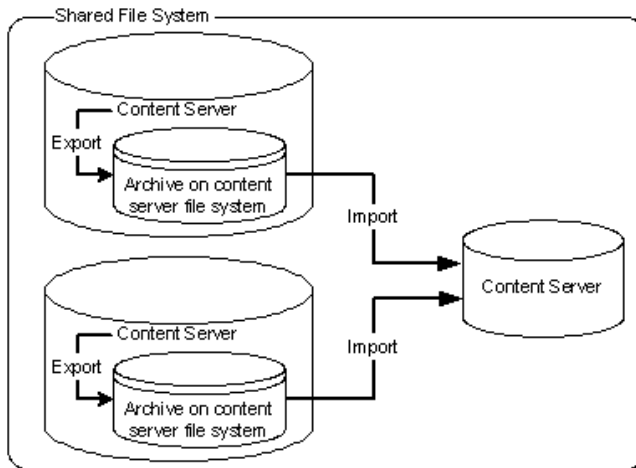 Shared File System
Content Server
Export
Archive on content
server file system
Import
Content Server
Content Server
Export
Import
Archive on content
server file system